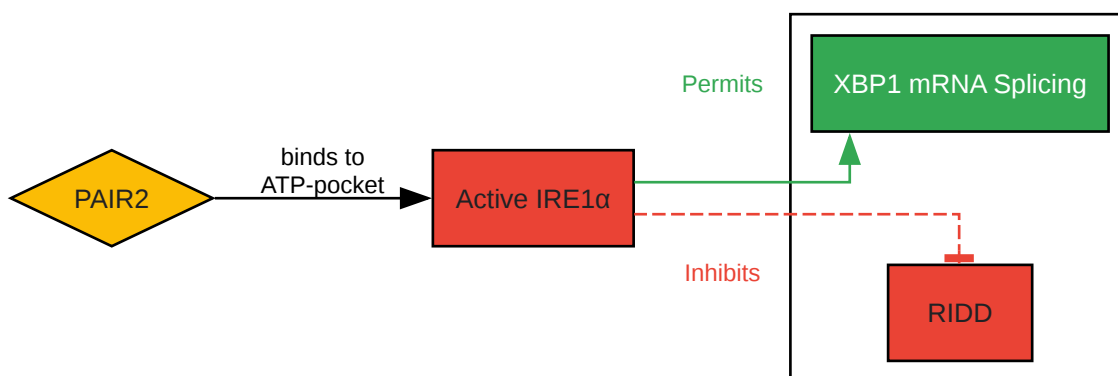 PAIR2
binds to
ATP-pocket
Active IRE1α
Permits
Inhibits
XBP1 mRNA Splicing
RIDD